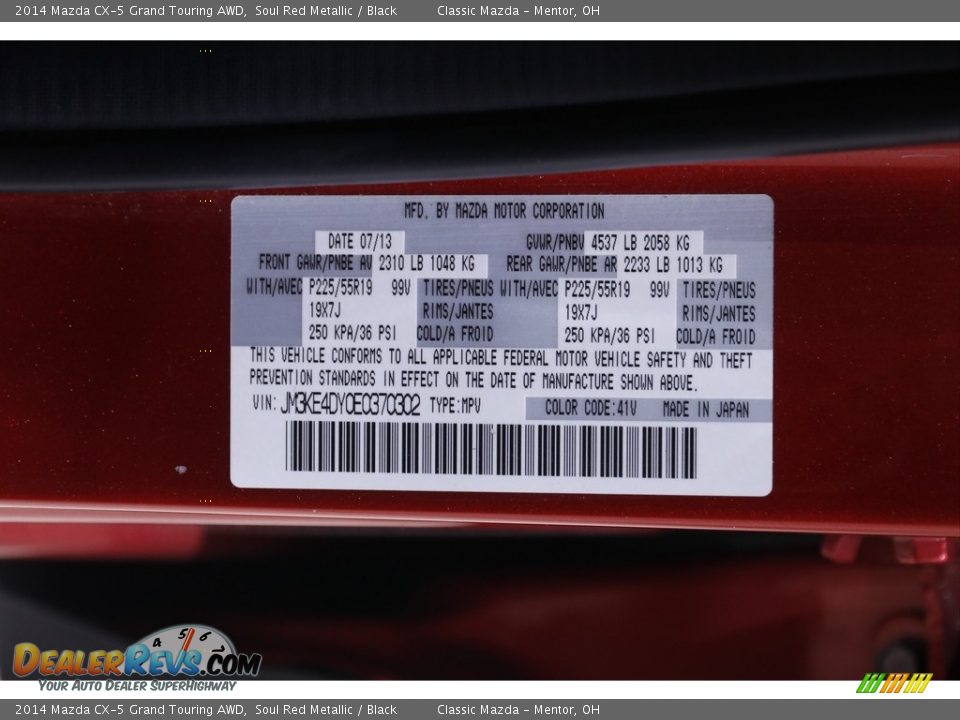 2014 Mazda CX-5 Grand Touring AWD, Soul Red Metallic / Black Classic Mazda - Mentor, OH
MFD. BY MAZDA MOTOR CORPORATION
DATE 07/13 GVWR/PNBV 4537 LB 2058 KG
FRONT GAWR/PNBE AV 2310 LB 1048 KG REAR GAWR/PNBE AR 2233 LB 1013 KG
WITH/AVEC P225/55R19 99V TIRES/PNEUS WITH/AVEC P225/55R19 99V TIRES/PNEUS
19X7J RIMS/JANTES 19X7J RIMS/JANTES
250 KPA/36 PSI COLD/A FROID 250 KPA/36 PSI COLD/A FROID
THIS VEHICLE CONFORMS TO ALL APPLICABLE FEDERAL MOTOR VEHICLE SAFETY AND THEFT
PREVENTION STANDARDS IN EFFECT ON THE DATE OF MANUFACTURE SHOWN ABOVE.
VIN: JM3KE4DY0E0370302 TYPE:MPV COLOR CODE:41V MADE IN JAPAN
4 5 6
DEALERREVS.COM
YOUR AUTO DEALER SUPERHIGHWAY
2014 Mazda CX-5 Grand Touring AWD, Soul Red Metallic / Black Classic Mazda - Mentor, OH